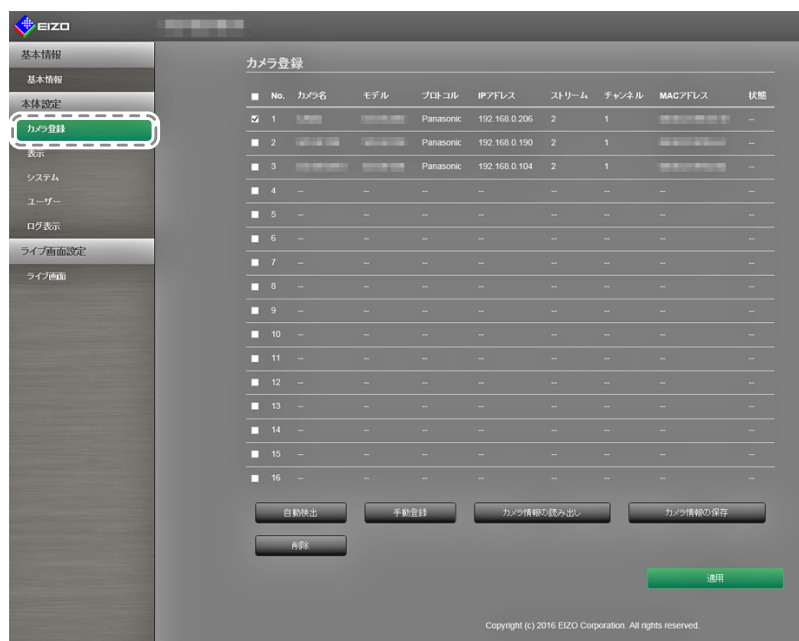 EIZO
基本情報
基本情報
本体設定
カメラ登録
表示
システム
ユーザー
ログ表示
ライブ画面設定
ライブ画面
カメラ登録
No. カメラ名 モデル プロトコル IPアドレス ストリーム チャンネル MACアドレス 状態
1 Panasonic 192.168.0.206 2 1 --
2 Panasonic 192.168.0.190 2 1 --
3 Panasonic 192.168.0.104 2 1 --
4 -- -- -- -- -- -- -- --
5 -- -- -- -- -- -- -- --
6 -- -- -- -- -- -- -- --
7 -- -- -- -- -- -- -- --
8 -- -- -- -- -- -- -- --
9 -- -- -- -- -- -- -- --
10 -- -- -- -- -- -- -- --
11 -- -- -- -- -- -- -- --
12 -- -- -- -- -- -- -- --
13 -- -- -- -- -- -- -- --
14 -- -- -- -- -- -- -- --
15 -- -- -- -- -- -- -- --
16 -- -- -- -- -- -- -- --
自動検出 手動登録 カメラ情報の読み出し カメラ情報の保存
削除
適用
Copyright (c) 2016 EIZO Corporation. All rights reserved.